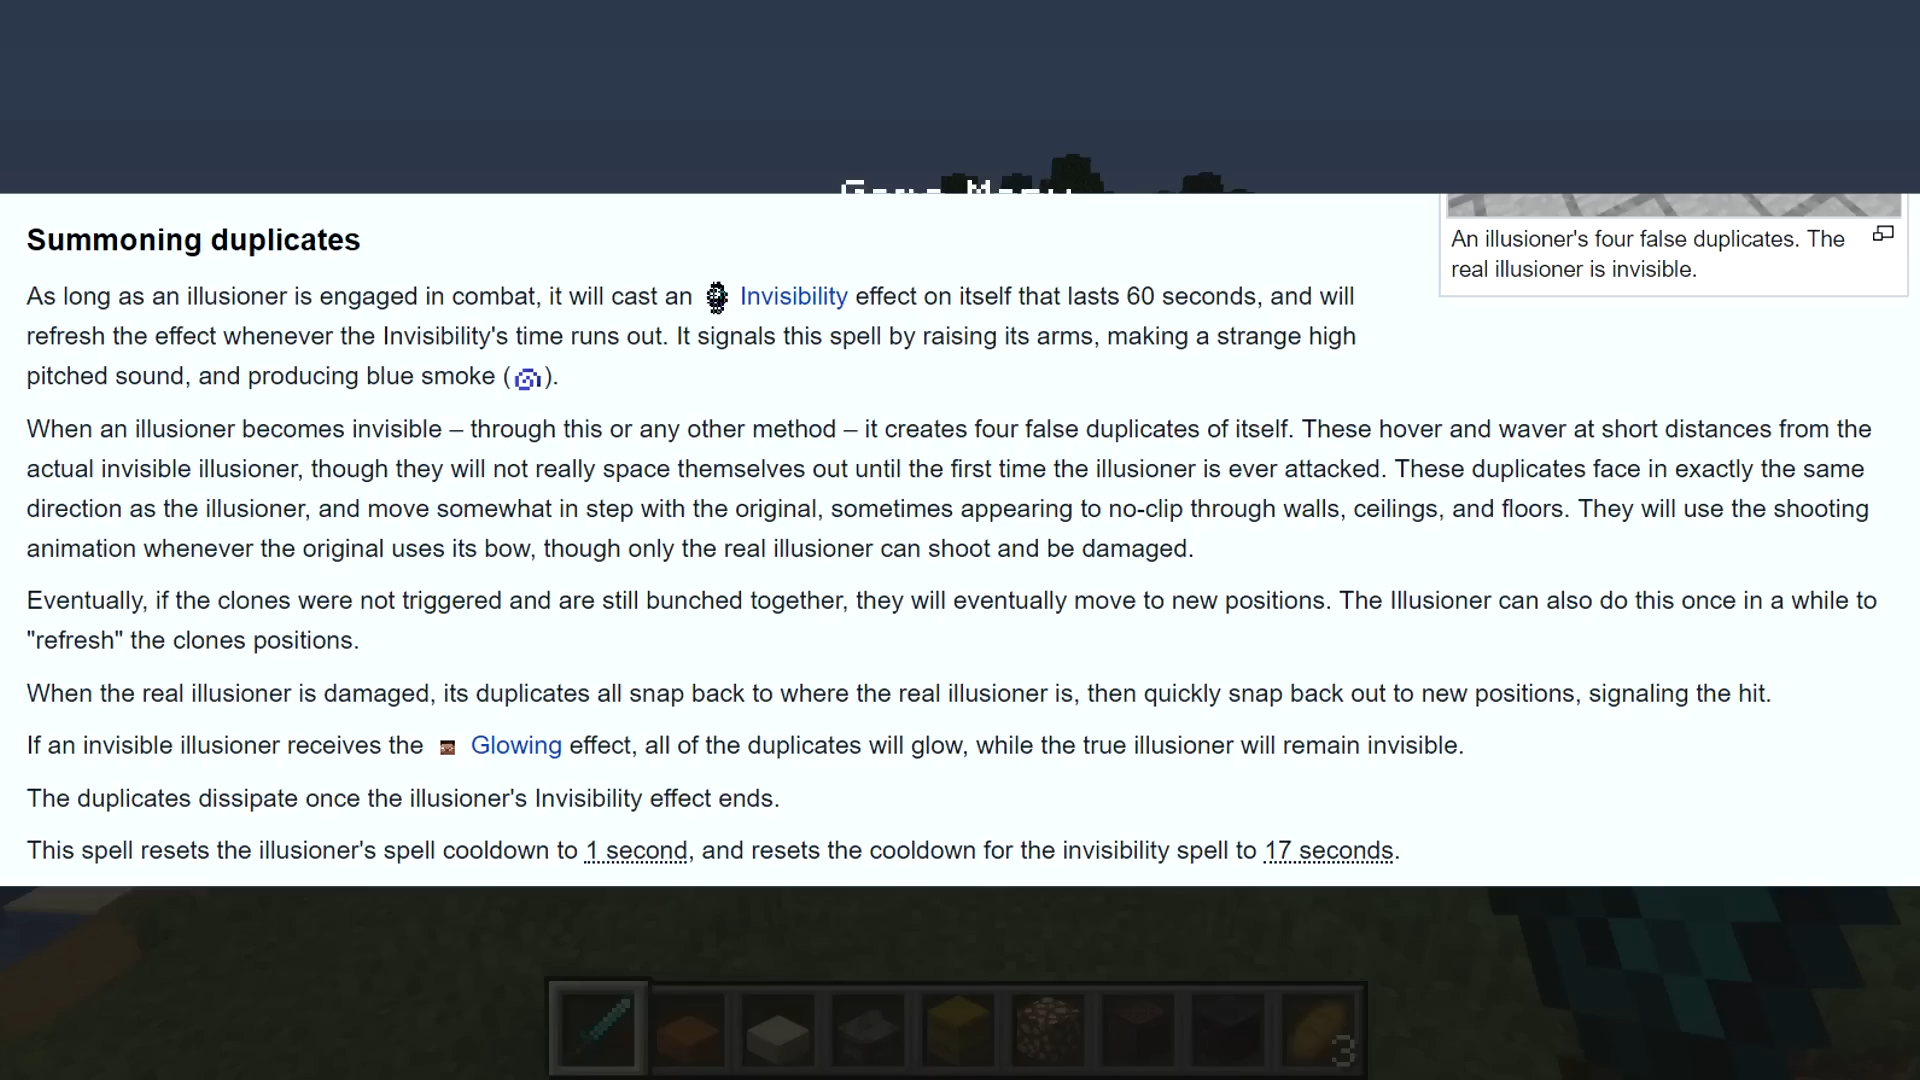 Game Menu
Summoning duplicates
An illusioner's four false duplicates. The
real illusioner is invisible.
As long as an illusioner is engaged in combat, it will cast an Invisibility effect on itself that lasts 60 seconds, and will
refresh the effect whenever the Invisibility's time runs out. It signals this spell by raising its arms, making a strange high
pitched sound, and producing blue smoke ( ).
When an illusioner becomes invisible – through this or any other method – it creates four false duplicates of itself. These hover and waver at short distances from the
actual invisible illusioner, though they will not really space themselves out until the first time the illusioner is ever attacked. These duplicates face in exactly the same
direction as the illusioner, and move somewhat in step with the original, sometimes appearing to no-clip through walls, ceilings, and floors. They will use the shooting
animation whenever the original uses its bow, though only the real illusioner can shoot and be damaged.
Eventually, if the clones were not triggered and are still bunched together, they will eventually move to new positions. The Illusioner can also do this once in a while to
"refresh" the clones positions.
When the real illusioner is damaged, its duplicates all snap back to where the real illusioner is, then quickly snap back out to new positions, signaling the hit.
If an invisible illusioner receives the Glowing effect, all of the duplicates will glow, while the true illusioner will remain invisible.
The duplicates dissipate once the illusioner's Invisibility effect ends.
This spell resets the illusioner's spell cooldown to 1 second, and resets the cooldown for the invisibility spell to 17 seconds.
3